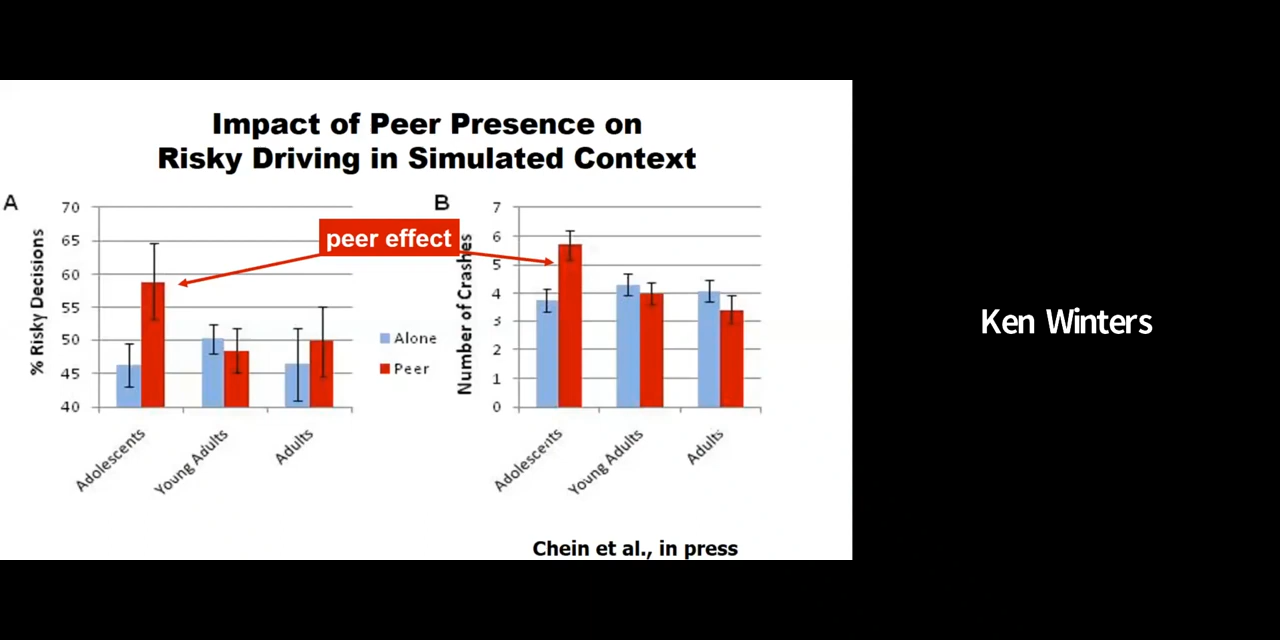 Impact of Peer Presence on
Risky Driving in Simulated Context
A
% Risky Decisions
70
65
60
55
50
45
40
Adolescents
Young Adults
Adults
peer effect
Alone
Peer
B
Number of Crashes
7
6
5
4
3
2
1
0
Adolescents
Young Adults
Adults
Chein et al., in press
Ken Winters